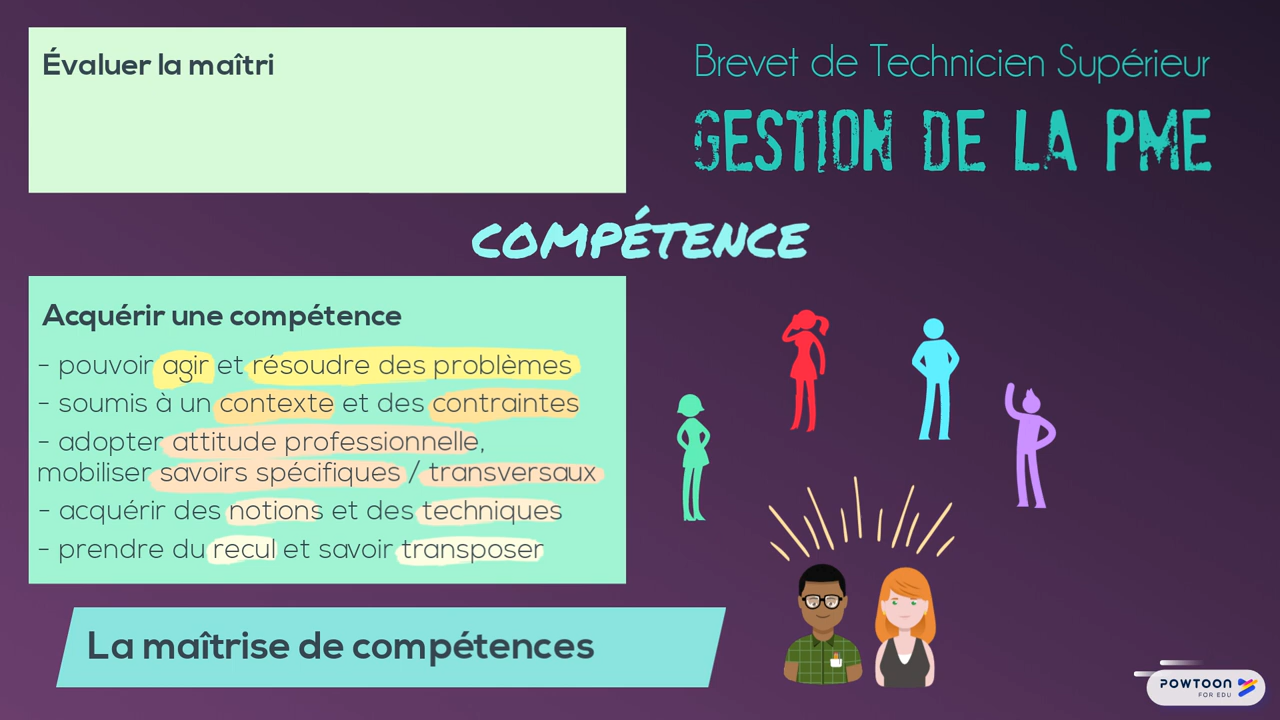 Évaluer la maîtri
Brevet de Technicien Supérieur
GESTION DE LA PME
COMPÉTENCE
Acquérir une compétence
- pouvoir agir et résoudre des problèmes
- soumis à un contexte et des contraintes
- adopter attitude professionnelle,
mobiliser savoirs spécifiques / transversaux
- acquérir des notions et des techniques
- prendre du recul et savoir transposer
La maîtrise de compétences
POWTOON
FOR EDU